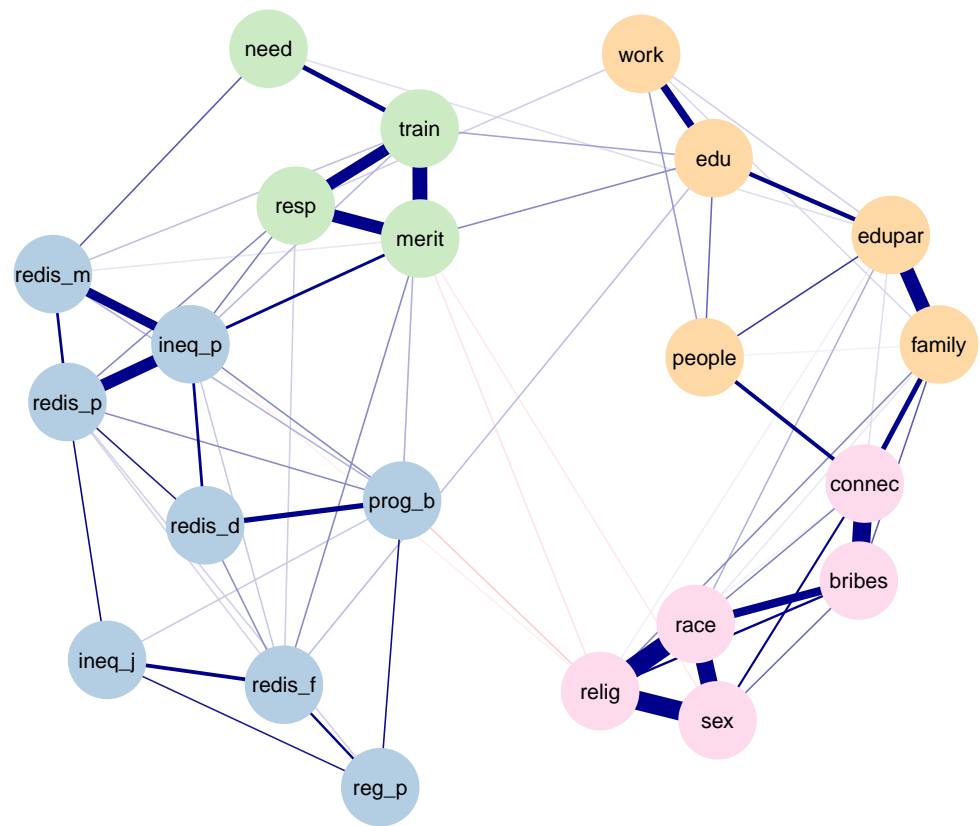 need
work
train
edu
resp
merit
edupar
redis_m
ineq_p
people
family
redis_p
connec
prog_b
redis_d
bribes
race
ineq_j
redis_f
relig
sex
reg_p